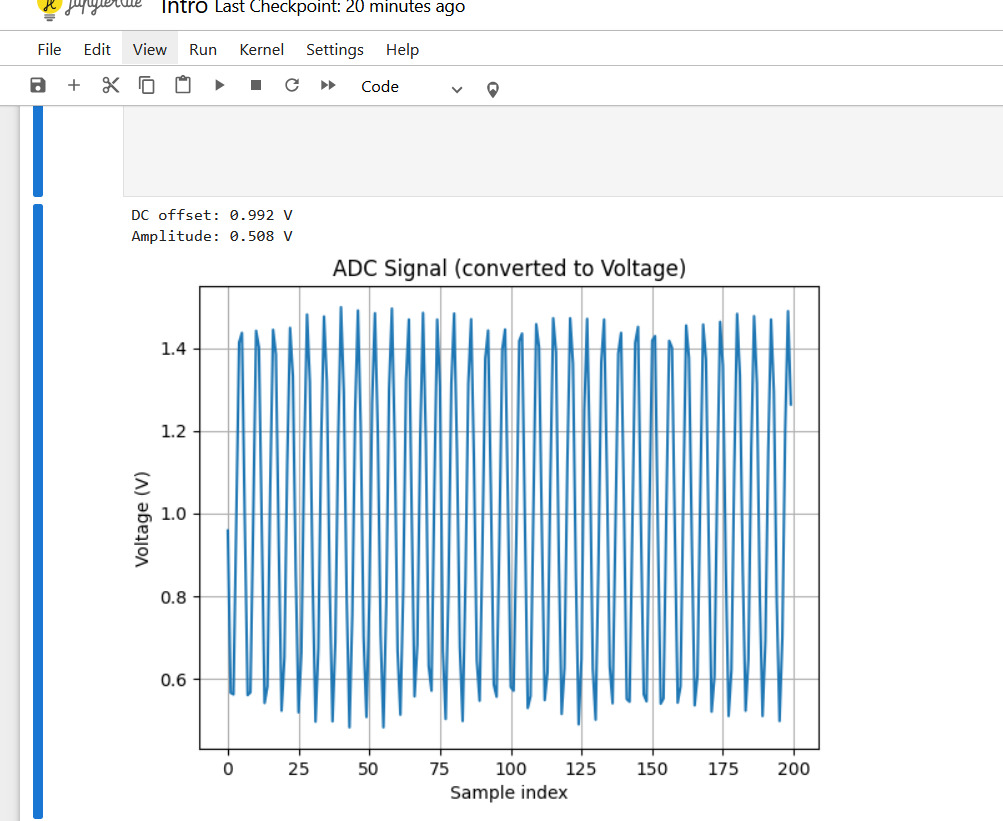 Intro Last Checkpoint: 20 minutes ago
File Edit View Run Kernel Settings Help
Code
DC offset: 0.992 V
Amplitude: 0.508 V
ADC Signal (converted to Voltage)
1.4
1.2
1.0
0.8
0.6
Voltage (V)
0 25 50 75 100 125 150 175 200
Sample index